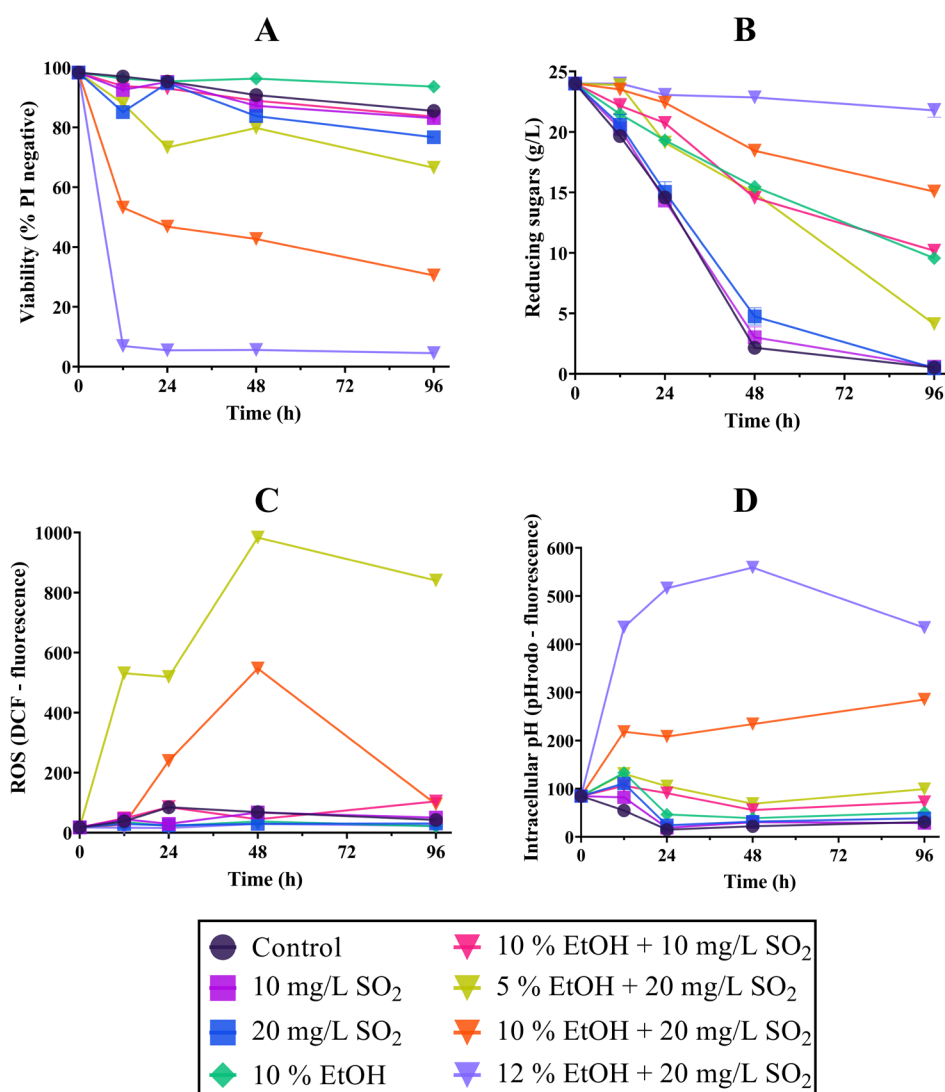 A
Viability (% PI negative)
100
80
60
40
20
0
0 24 48 72 96
Time (h)
B
Reducing sugars (g/L)
25
20
15
10
5
0
0 24 48 72 96
Time (h)
C
ROS (DCF - fluorescence)
1000
800
600
400
200
0
0 24 48 72 96
Time (h)
D
Intracellular pH (pHrodo - fluorescence)
600
500
400
300
200
100
0
0 24 48 72 96
Time (h)
Control
10 mg/L SO₂
20 mg/L SO₂
10 % EtOH
10 % EtOH + 10 mg/L SO₂
5 % EtOH + 20 mg/L SO₂
10 % EtOH + 20 mg/L SO₂
12 % EtOH + 20 mg/L SO₂